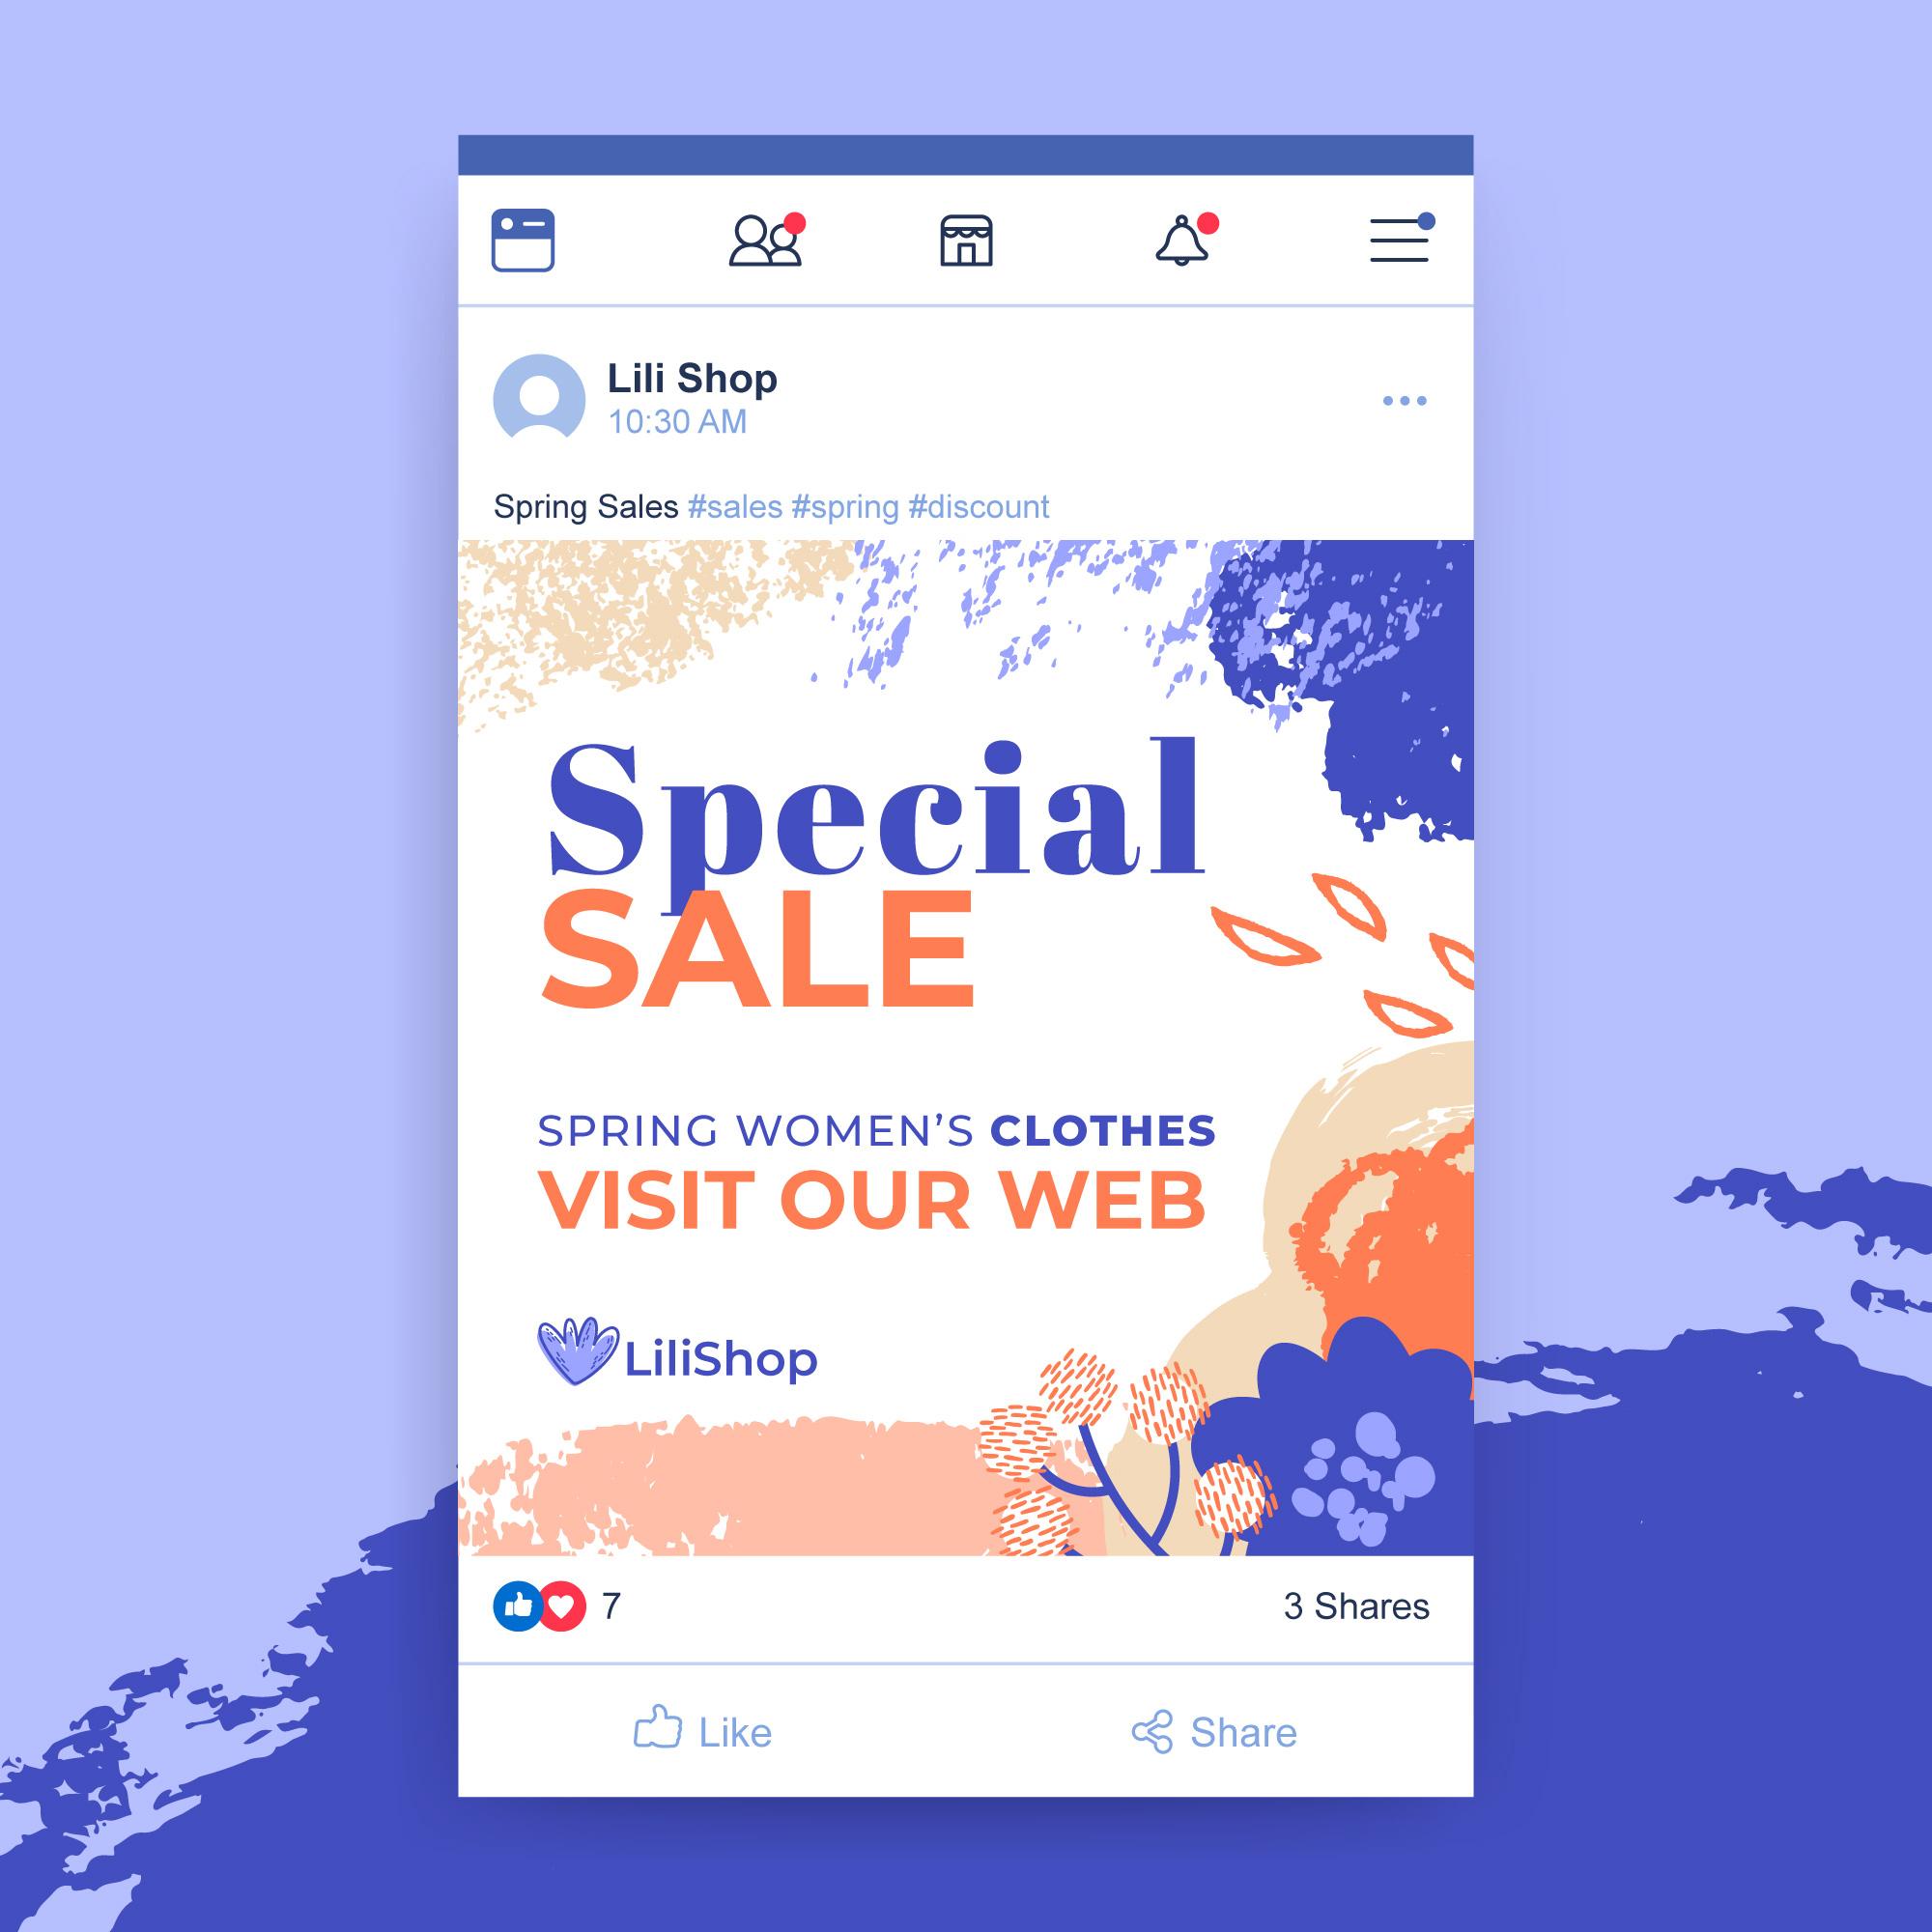 Lili Shop
10:30 AM
Spring Sales #sales #spring #discount
Special
SALE
SPRING WOMEN’S CLOTHES
VISIT OUR WEB
LiliShop
7
3 Shares
Like
Share